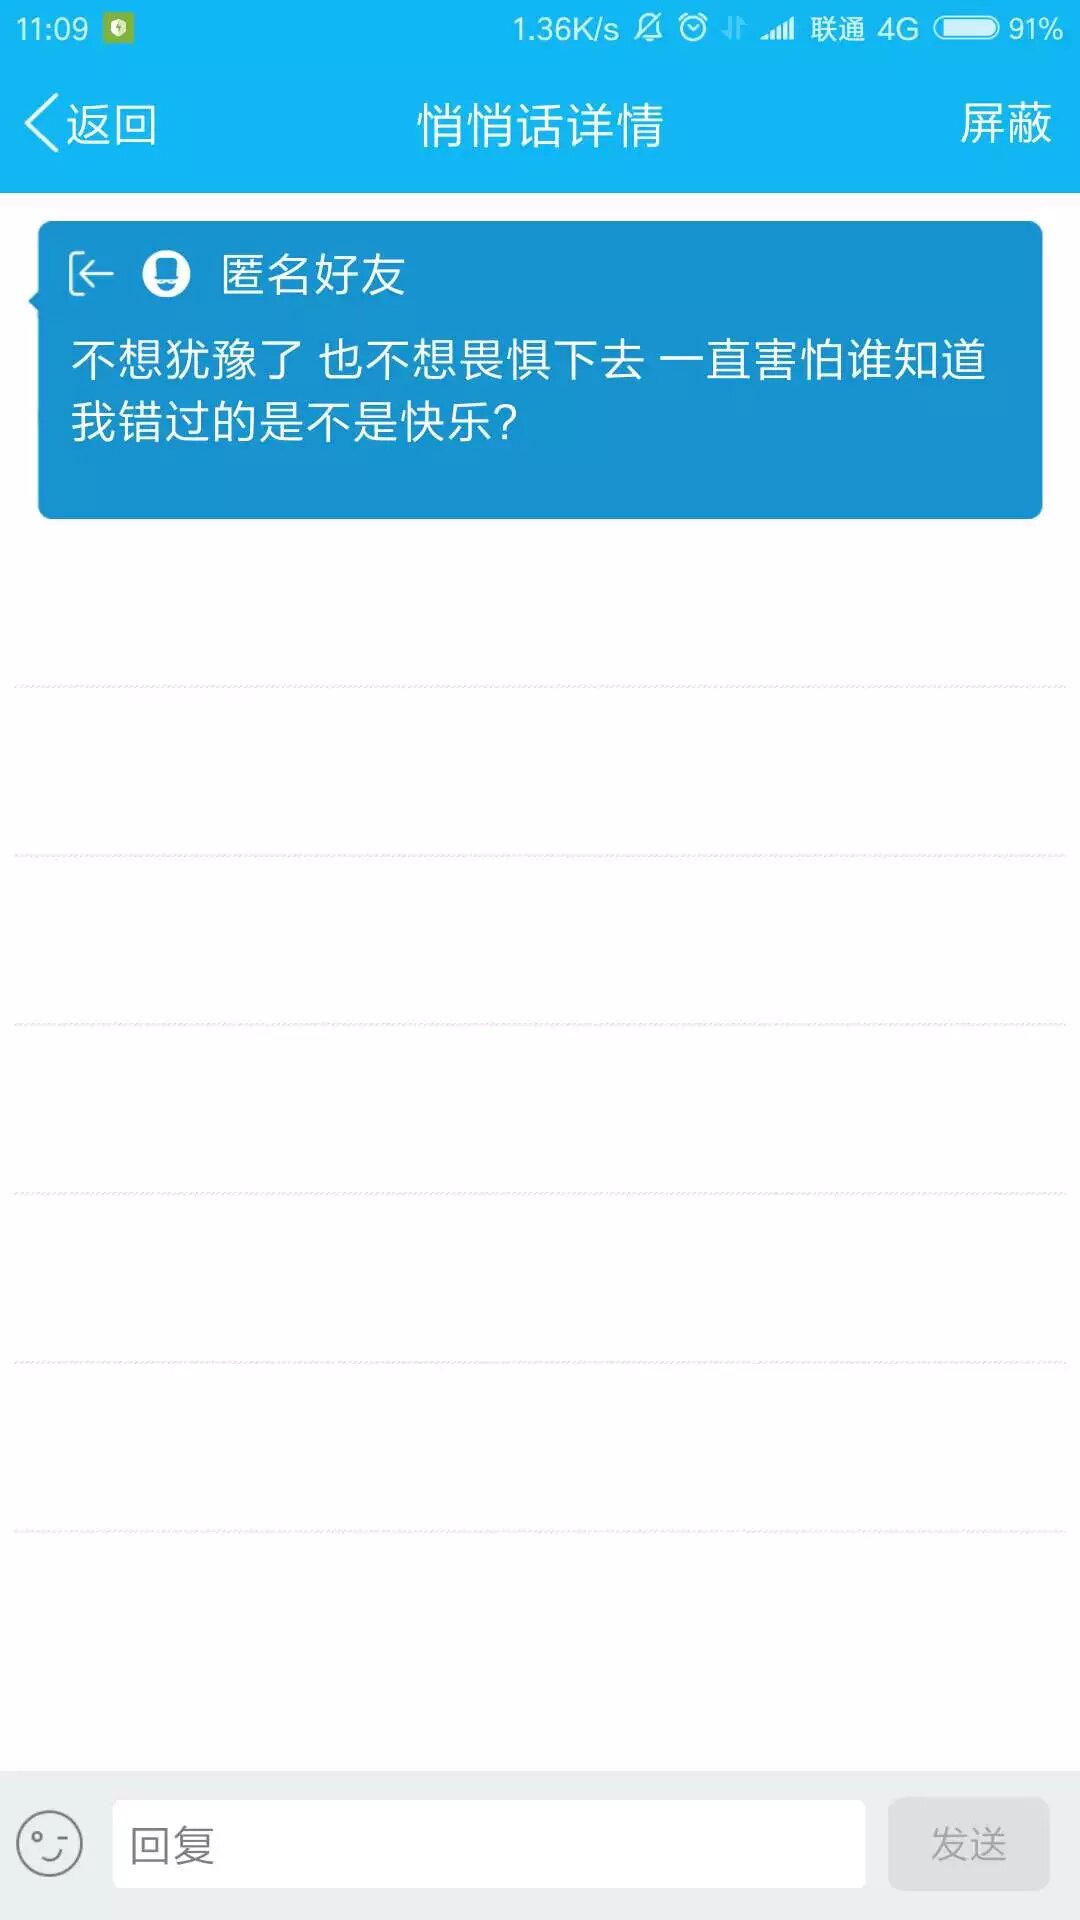 11:09 1.36K/s 联通 4G 91%
返回 悄悄话详情 屏蔽
匿名好友
不想犹豫了 也不想畏惧下去 一直害怕谁知道
我错过的是不是快乐?
回复 发送